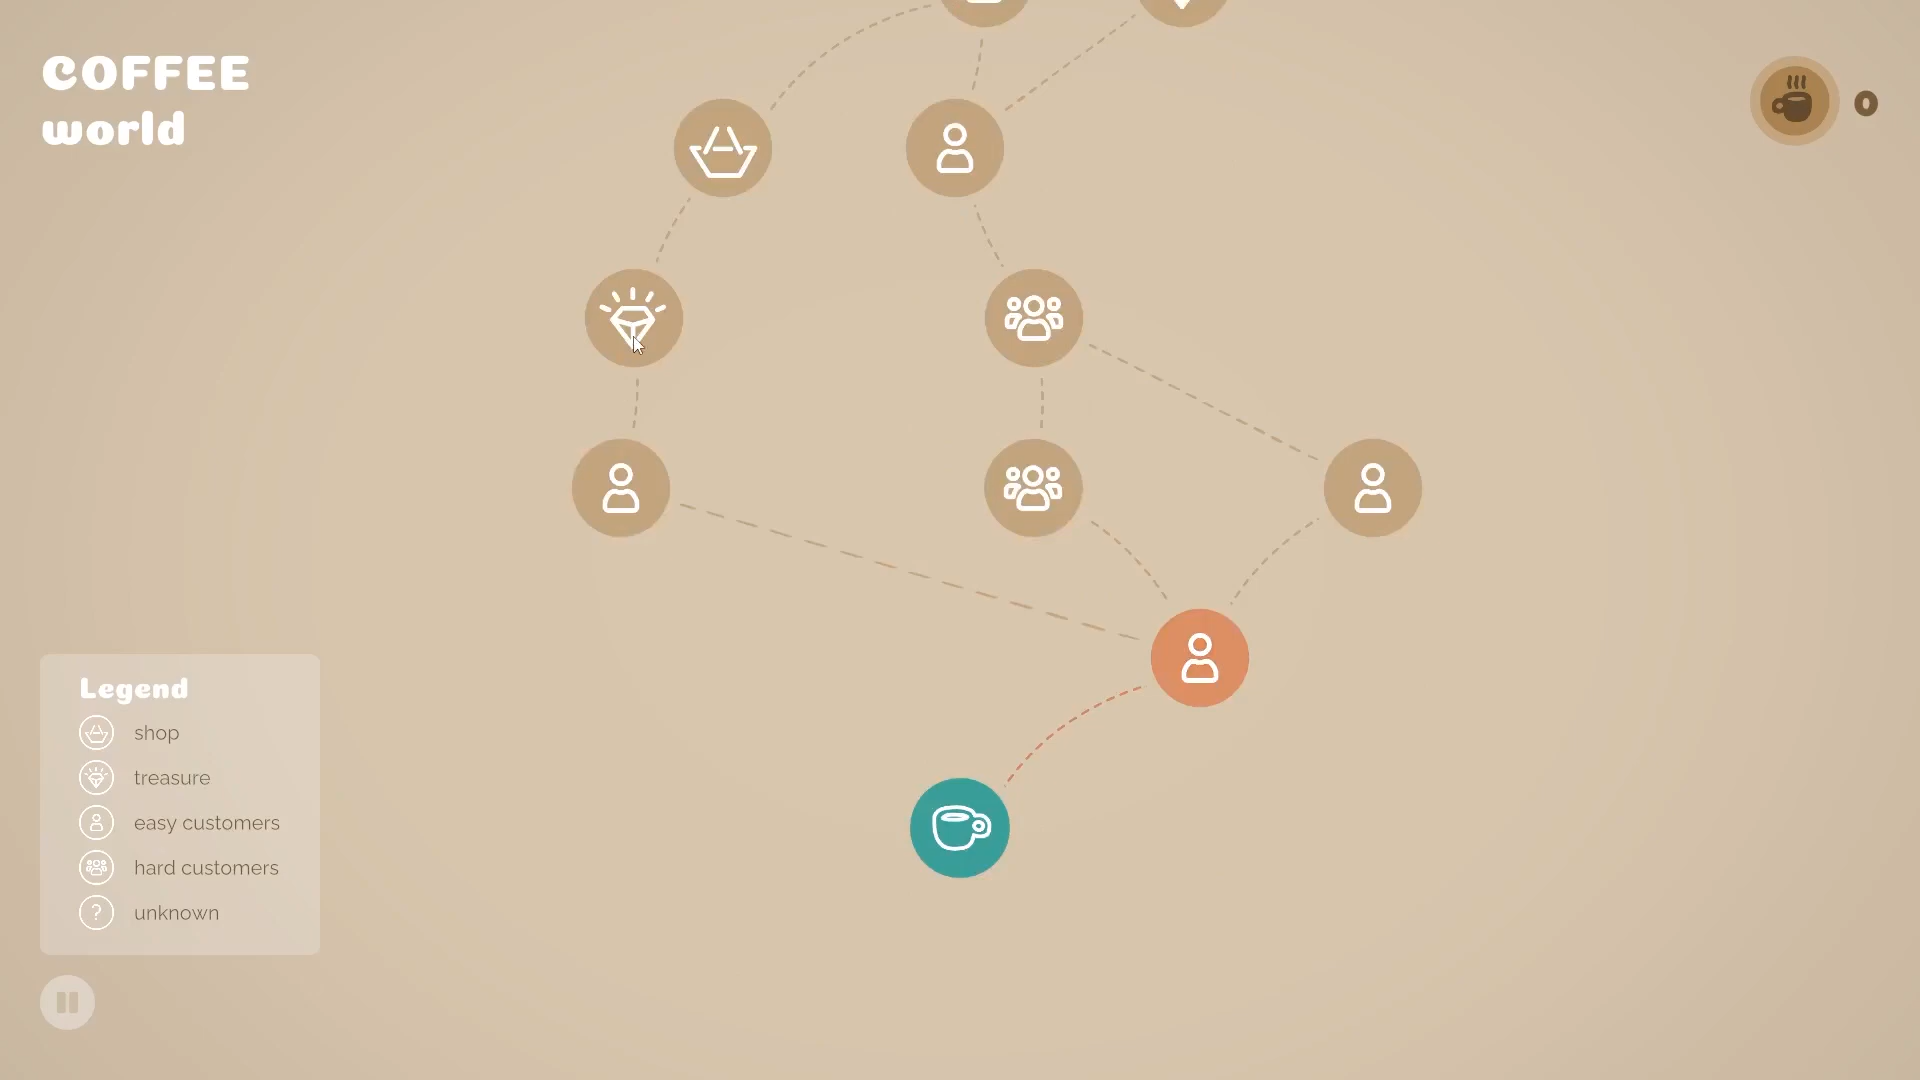 COFFEE
world
0
Legend
shop
treasure
easy customers
hard customers
?
unknown